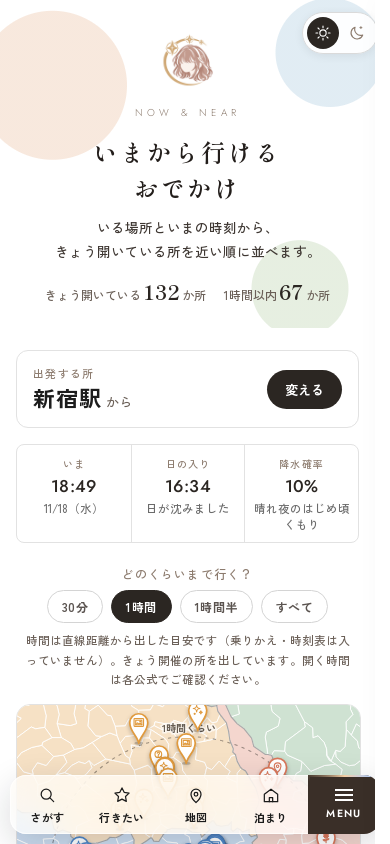 NOW & NEAR
いまから行ける
おでかけ
いる場所といまの時刻から、
きょう開いている所を近い順に並べます。
きょう開いている 132 か所 1時間以内 67 か所
出発する所
新宿駅 から
変える
いま 日の入り 降水確率
18:49 16:34 10%
11/18（水） 日が沈みました 晴れ夜のはじめ頃
くもり
どのくらいまで行く？
30分 1時間 1時間半 すべて
時間は直線距離から出した目安です（乗りかえ・時刻表は入
っていません）。きょう開催の所を出しています。開く時間
は各公式でご確認ください。
1時間くらい
さがす 行きたい 地図 泊まり MENU